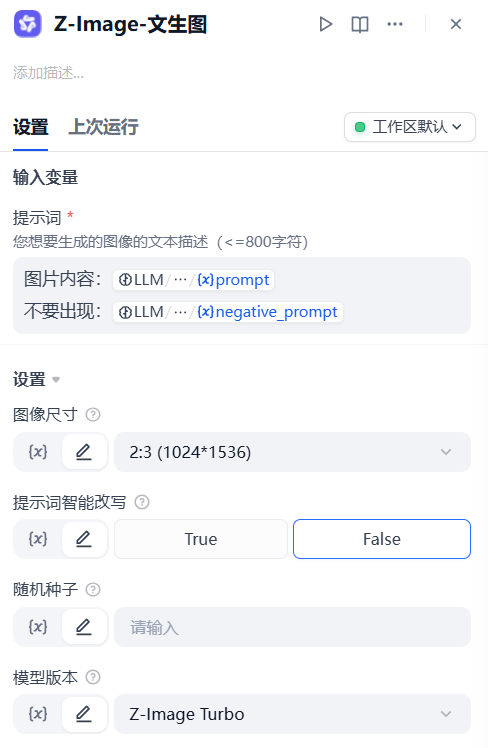 Z-Image-文生图
添加描述...
设置 上次运行
工作区默认
输入变量
提示词 *
您想要生成的图像的文本描述（<=800字符）
图片内容： LLM / ··· / {x} prompt
不要出现： LLM / ··· / {x} negative_prompt
设置
图像尺寸 ?
{x} 2:3 (1024*1536)
提示词智能改写 ?
{x} True False
随机种子 ?
{x} 请输入
模型版本 ?
{x} Z-Image Turbo